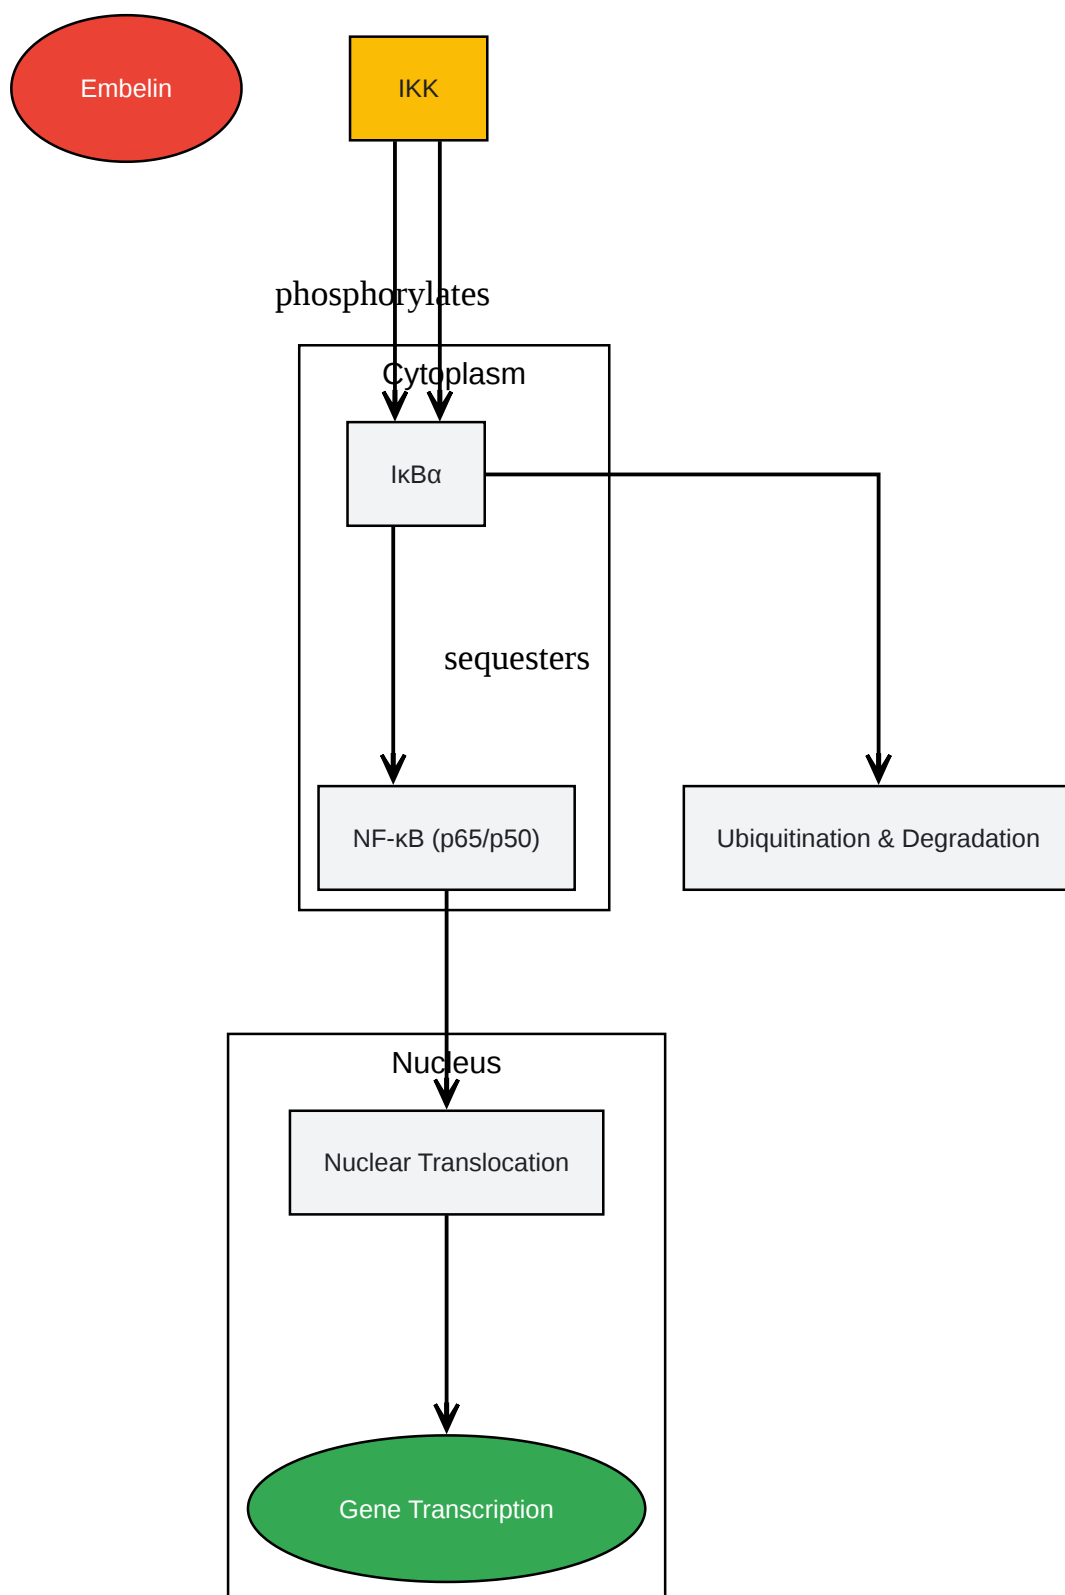 Embelin
IKK
phosphorylates
Cytoplasm
IκBα
sequesters
NF-κB (p65/p50)
Ubiquitination & Degradation
Nucleus
Nuclear Translocation
Gene Transcription